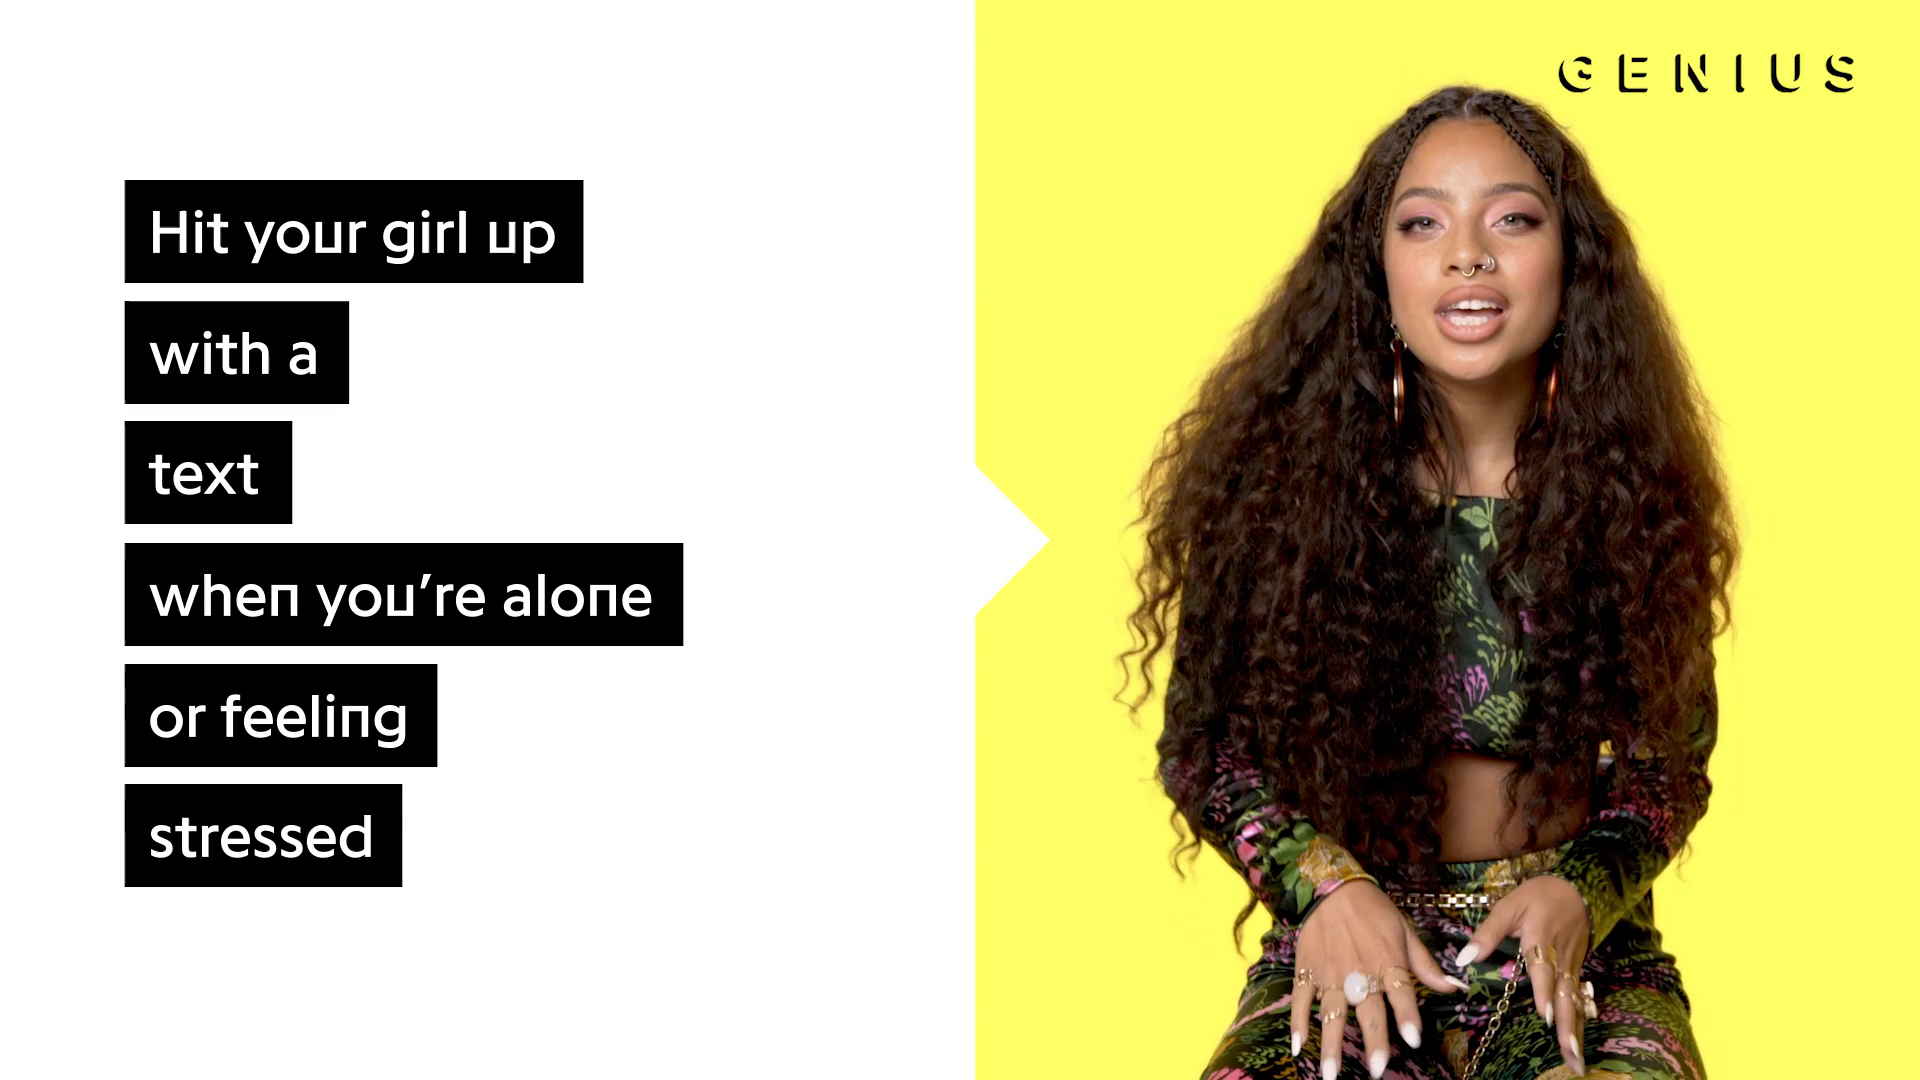 GENIUS
Hit your girl up
with a
text
when you’re alone
or feeling
stressed